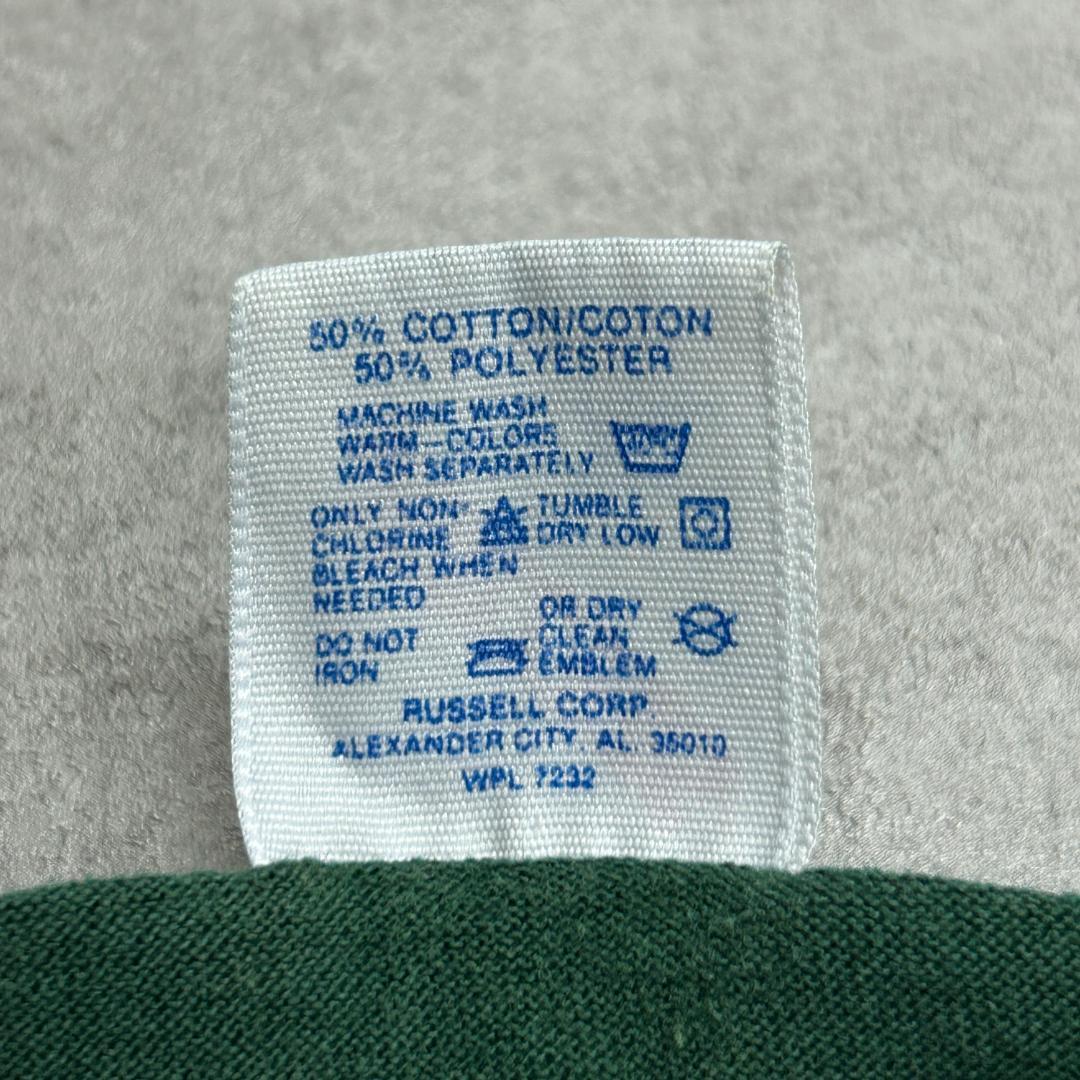 50% COTTON/COTON
50% POLYESTER
MACHINE WASH
WARM—COLORS
WASH SEPARATELY
ONLY NON-
CHLORINE
BLEACH WHEN
NEEDED
TUMBLE
DRY LOW
DO NOT
IRON
OR DRY
CLEAN
EMBLEM
RUSSELL CORP.
ALEXANDER CITY, AL. 35010
WPL 7232